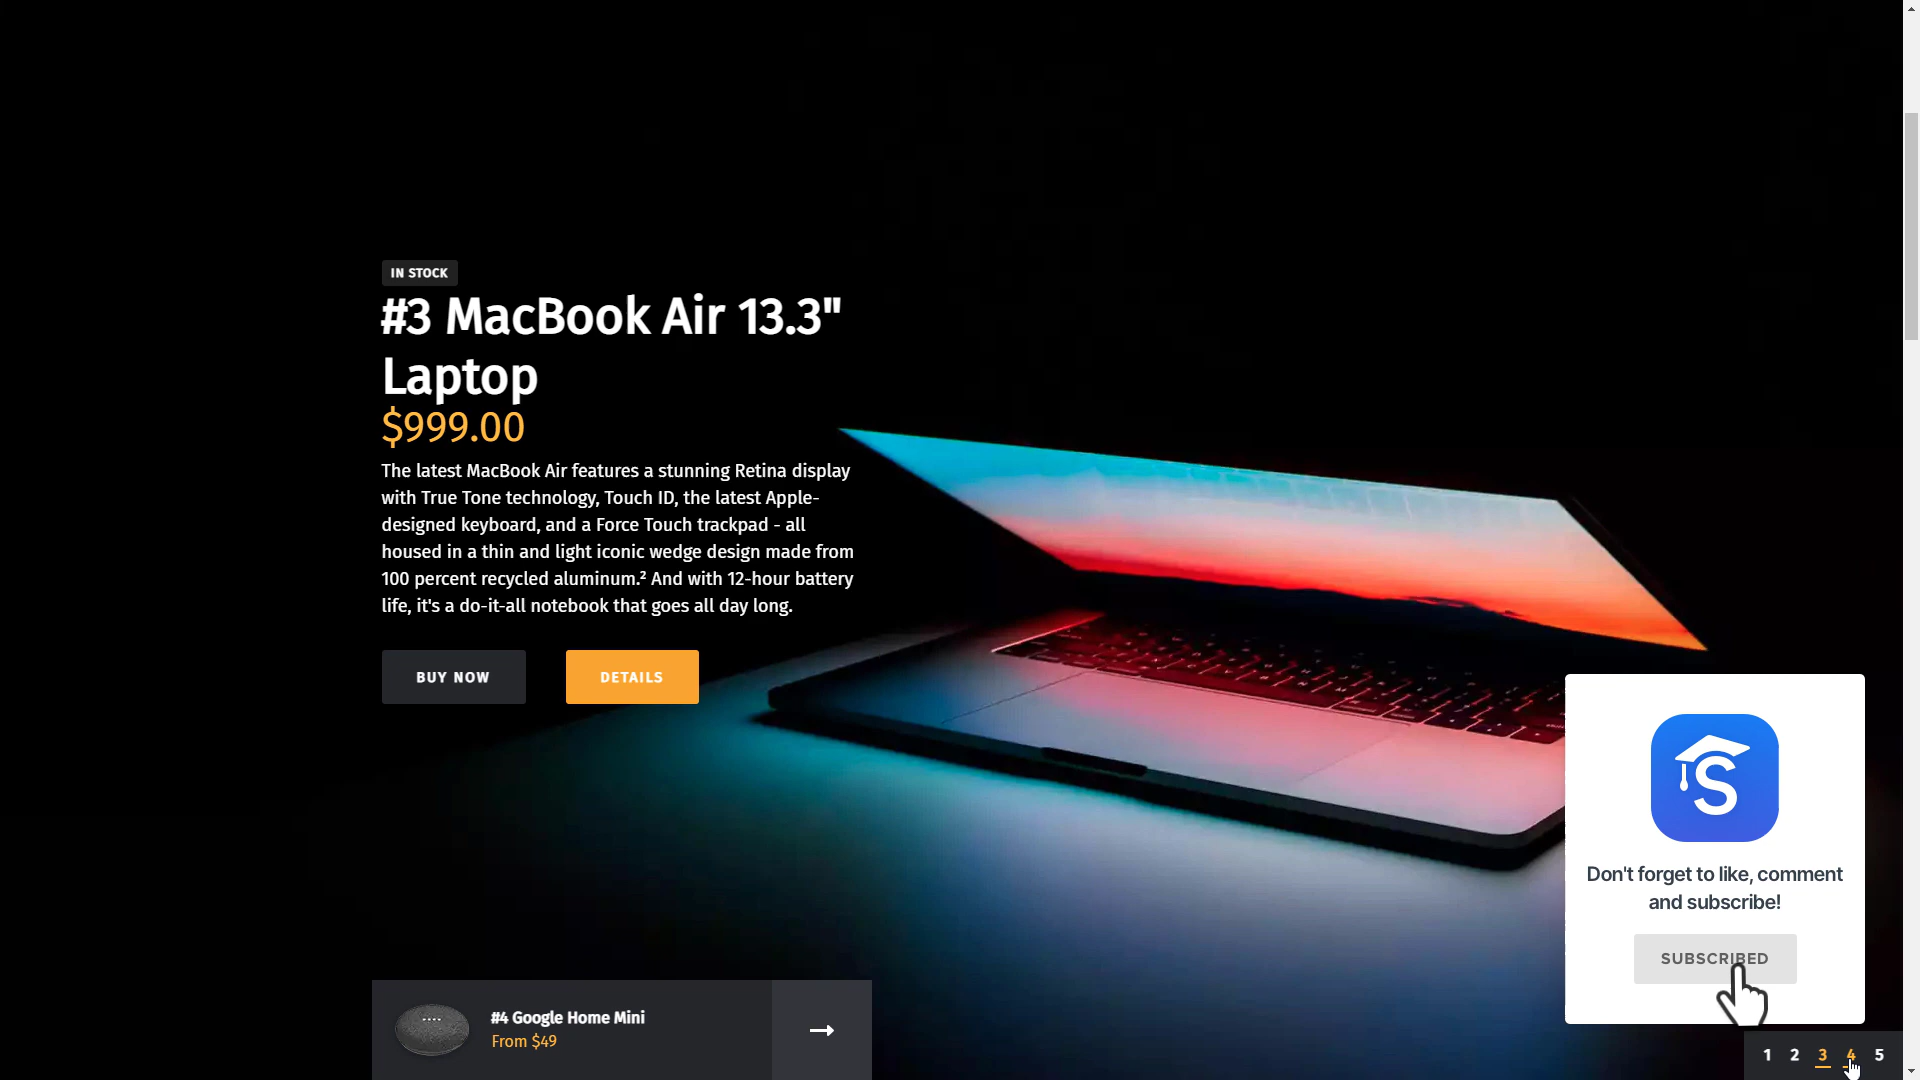 IN STOCK
#3 MacBook Air 13.3"
Laptop
$999.00
The latest MacBook Air features a stunning Retina display
with True Tone technology, Touch ID, the latest Apple-
designed keyboard, and a Force Touch trackpad - all
housed in a thin and light iconic wedge design made from
100 percent recycled aluminum.² And with 12-hour battery
life, it's a do-it-all notebook that goes all day long.
BUY NOW
DETAILS
S
Don't forget to like, comment
and subscribe!
SUBSCRIBED
#4 Google Home Mini
From $49
1 2 3 4 5